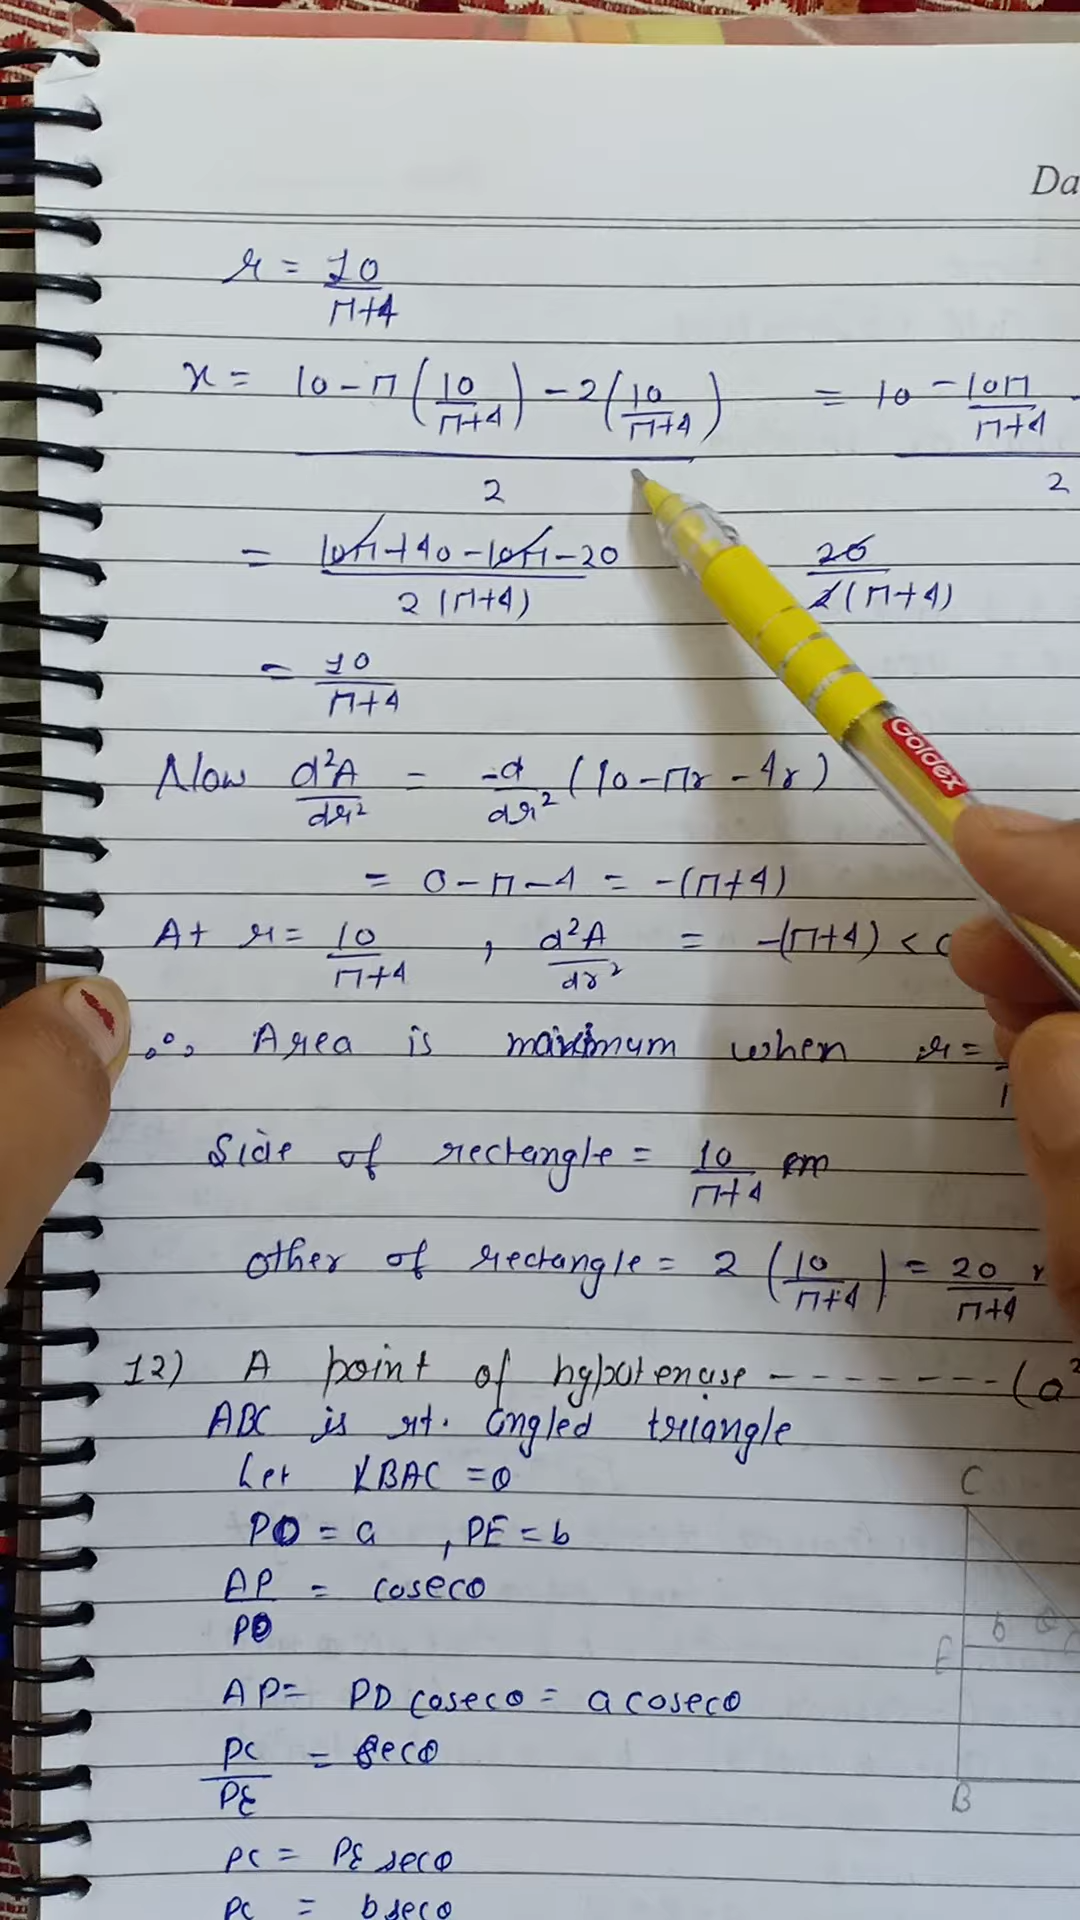 Da
r = 10/(π+4)
x = (10 - π(10/(π+4)) - 2(10/(π+4)))/2 = (10 - 10π/(π+4) -)/2
= (10π+40-10π-20)/(2(π+4)) 20/(2(π+4))
= 10/(π+4)
Now d²A/dr² = -d/dr² (10-πr-4r)
= 0-π-4 = -(π+4)
At r = 10/(π+4) , d²A/dr² = -(π+4) <
∴ Area is maximum when r =
Side of rectangle = 10/(π+4) m
other of rectangle = 2 (10/(π+4)) = 20/(π+4)
12) A point of hypotenuse -------(a²
ABC is rt. angled triangle
Let ∠BAC = θ
C
PD = a , PE = b
AP/PD = cosecθ
b θ
E
AP = PD cosecθ = a cosecθ
PC/PE = secθ
B
PC = PE secθ
PC = b secθ
Goldex